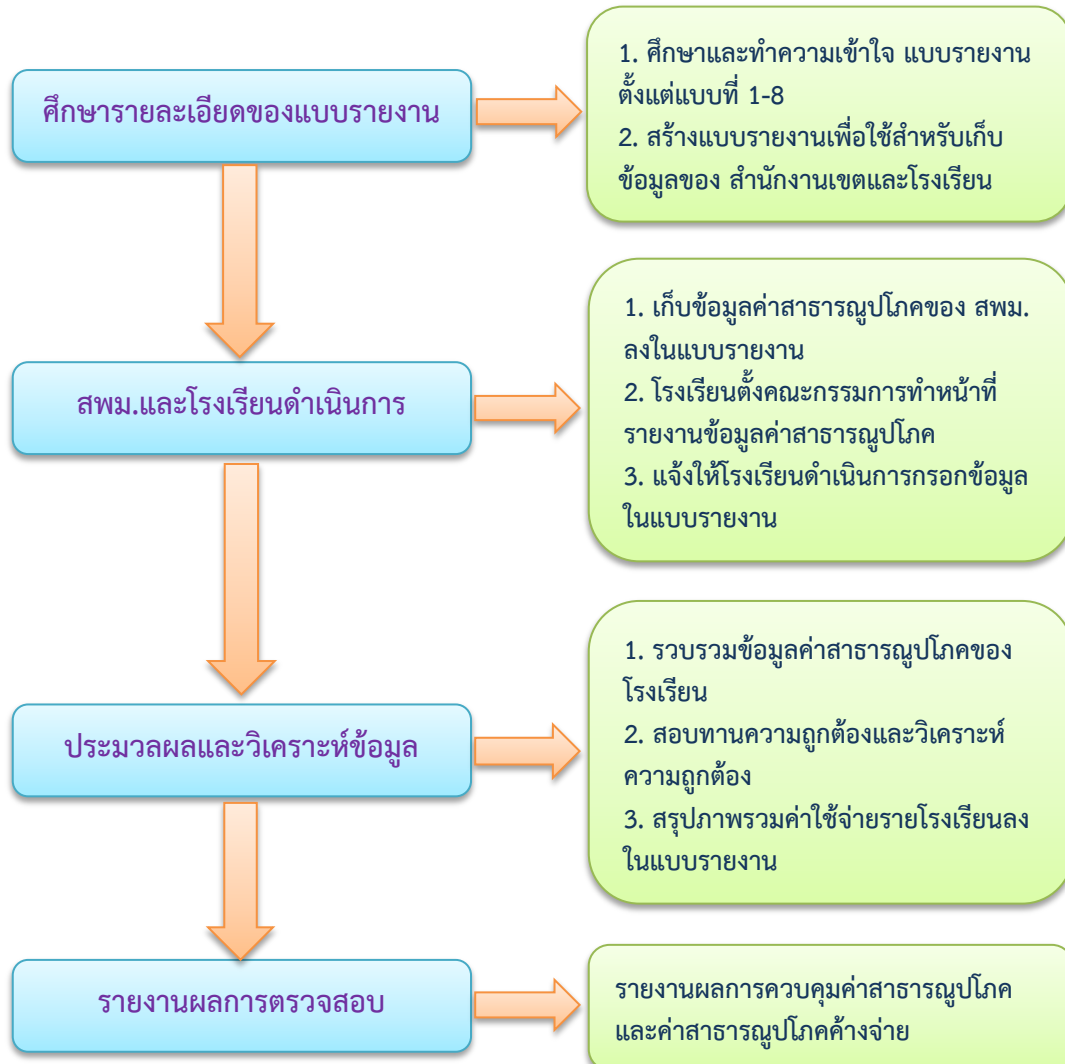 ศึกษารายละเอียดของแบบรายงาน
1. ศึกษาและทำความเข้าใจ แบบรายงาน
ตั้งแต่แบบที่ 1-8
2. สร้างแบบรายงานเพื่อใช้สำหรับเก็บ
ข้อมูลของ สำนักงานเขตและโรงเรียน
สพม.และโรงเรียนดำเนินการ
1. เก็บข้อมูลค่าสาธารณูปโภคของ สพม.
ลงในแบบรายงาน
2. โรงเรียนตั้งคณะกรรมการทำหน้าที่
รายงานข้อมูลค่าสาธารณูปโภค
3. แจ้งให้โรงเรียนดำเนินการกรอกข้อมูล
ในแบบรายงาน
ประมวลผลและวิเคราะห์ข้อมูล
1. รวบรวมข้อมูลค่าสาธารณูปโภคของ
โรงเรียน
2. สอบทานความถูกต้องและวิเคราะห์
ความถูกต้อง
3. สรุปภาพรวมค่าใช้จ่ายรายโรงเรียนลง
ในแบบรายงาน
รายงานผลการตรวจสอบ
รายงานผลการควบคุมค่าสาธารณูปโภค
และค่าสาธารณูปโภคค้างจ่าย